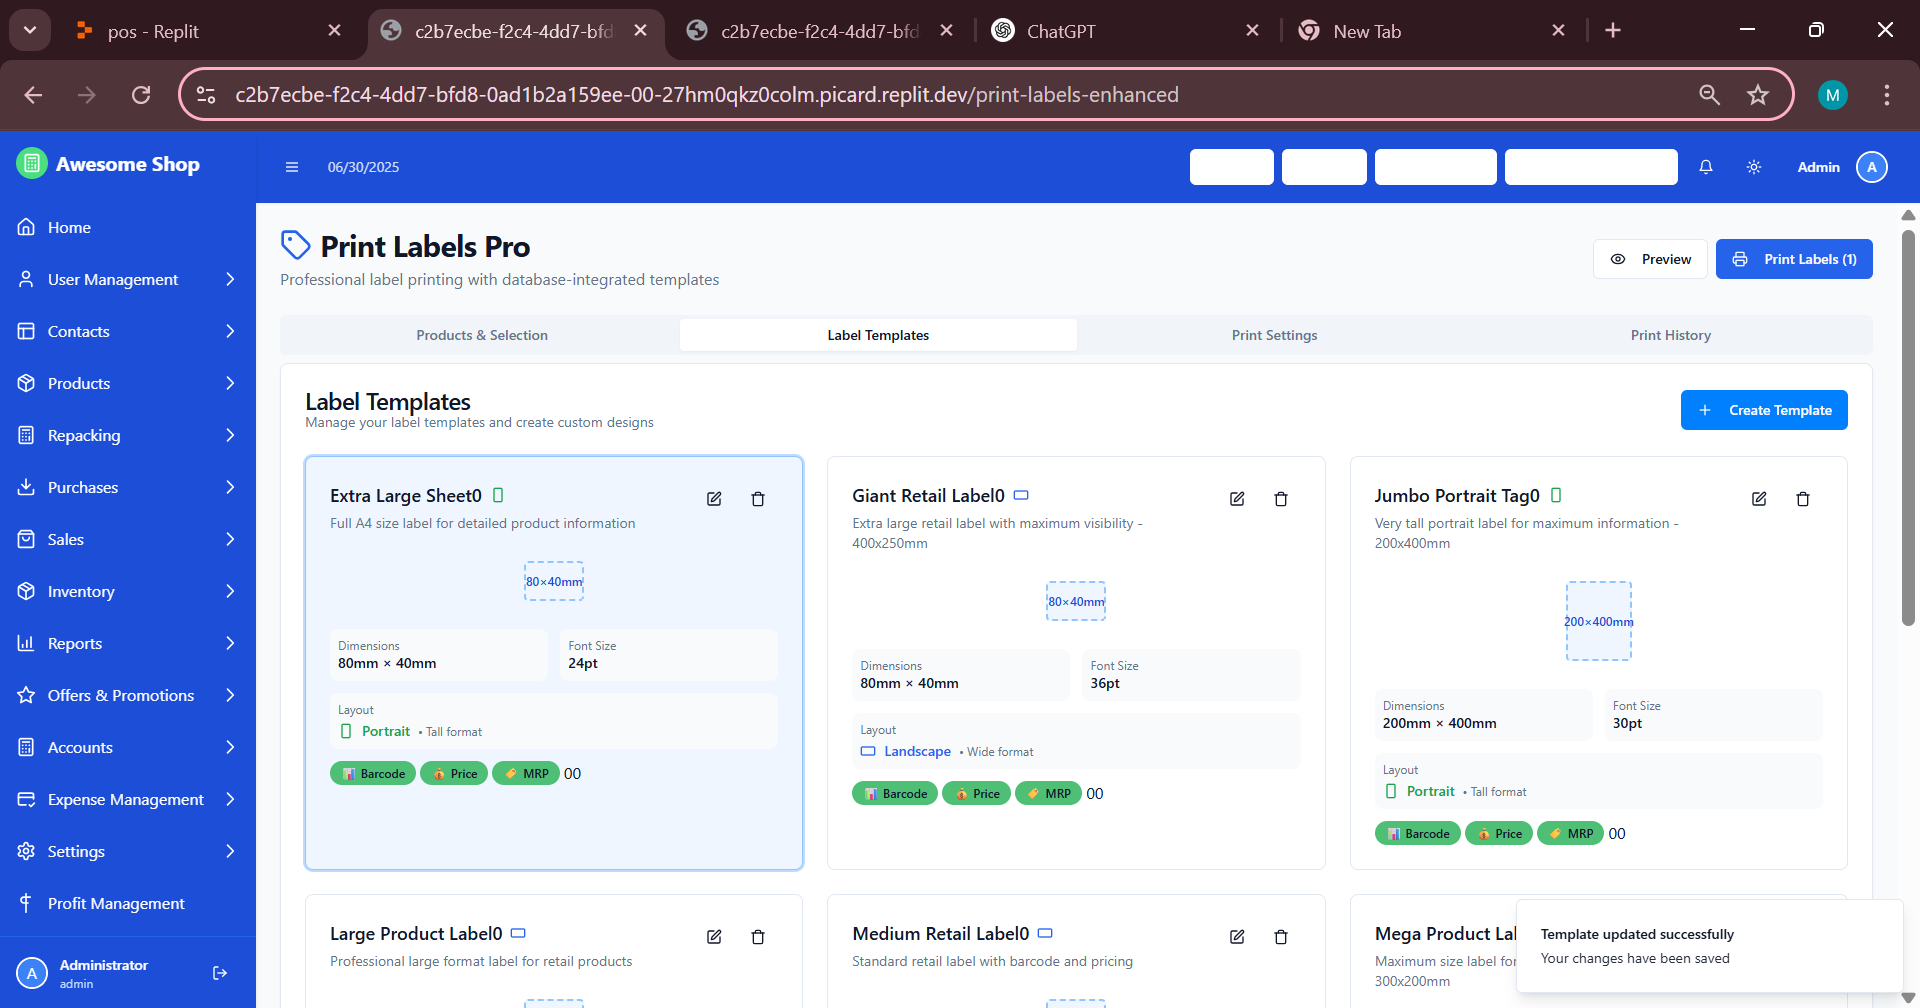 pos - Replit
c2b7ecbe-f2c4-4dd7-bfd
c2b7ecbe-f2c4-4dd7-bfd
ChatGPT
New Tab
c2b7ecbe-f2c4-4dd7-bfd8-0ad1b2a159ee-00-27hm0qkz0colm.picard.replit.dev/print-labels-enhanced
M
Awesome Shop
06/30/2025
Admin
A
Home
User Management
Contacts
Products
Repacking
Purchases
Sales
Inventory
Reports
Offers & Promotions
Accounts
Expense Management
Settings
Profit Management
A
Administrator
admin
Print Labels Pro
Professional label printing with database-integrated templates
Preview
Print Labels (1)
Products & Selection
Label Templates
Print Settings
Print History
Label Templates
Manage your label templates and create custom designs
Create Template
Extra Large Sheet0
Full A4 size label for detailed product information
80×40mm
Dimensions
80mm × 40mm
Font Size
24pt
Layout
Portrait • Tall format
Barcode Price MRP 00
Giant Retail Label0
Extra large retail label with maximum visibility -
400x250mm
80×40mm
Dimensions
80mm × 40mm
Font Size
36pt
Layout
Landscape • Wide format
Barcode Price MRP 00
Jumbo Portrait Tag0
Very tall portrait label for maximum information -
200x400mm
200×400mm
Dimensions
200mm × 400mm
Font Size
30pt
Layout
Portrait • Tall format
Barcode Price MRP 00
Large Product Label0
Professional large format label for retail products
Medium Retail Label0
Standard retail label with barcode and pricing
Mega Product La
Maximum size label for
300x200mm
Template updated successfully
Your changes have been saved